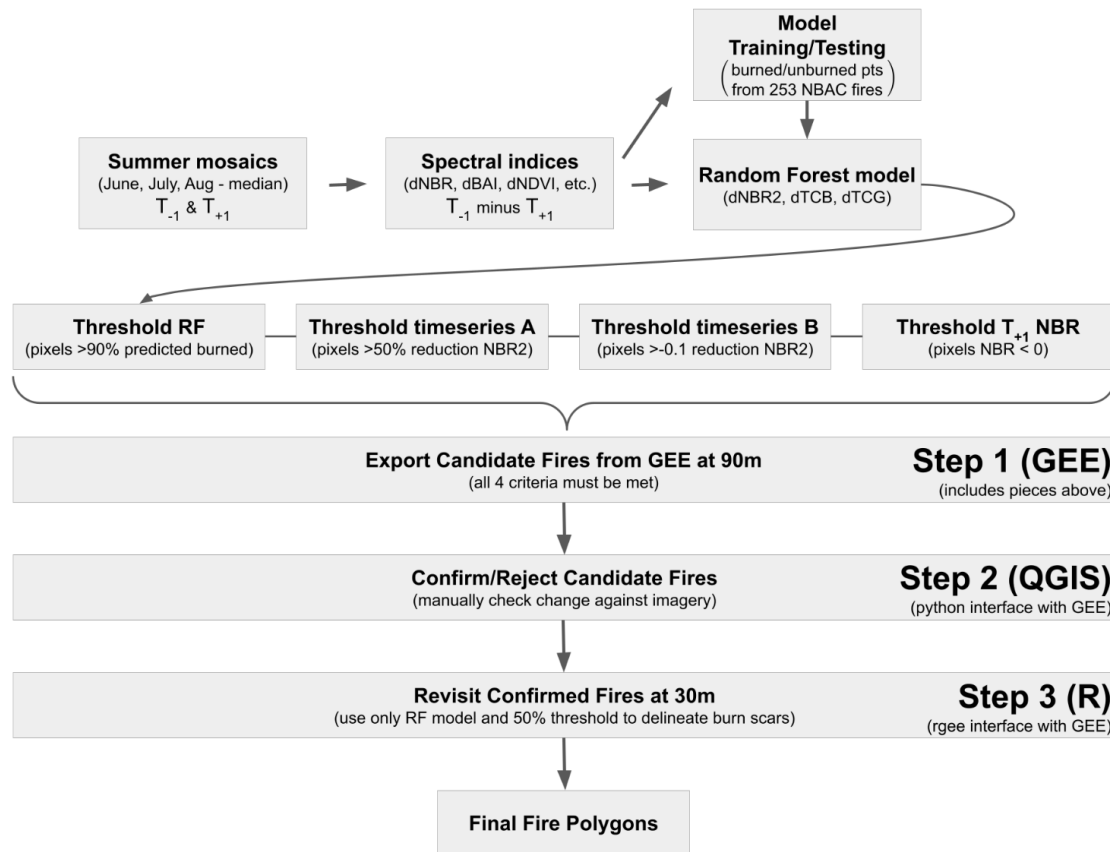 Model
Training/Testing
(burned/unburned pts
from 253 NBAC fires)
Summer mosaics
(June, July, Aug - median)
T-1 & T+1
Spectral indices
(dNBR, dBAI, dNDVI, etc.)
T-1 minus T+1
Random Forest model
(dNBR2, dTCB, dTCG)
Threshold RF
(pixels >90% predicted burned)
Threshold timeseries A
(pixels >50% reduction NBR2)
Threshold timeseries B
(pixels >-0.1 reduction NBR2)
Threshold T+1 NBR
(pixels NBR < 0)
Export Candidate Fires from GEE at 90m
(all 4 criteria must be met)
Step 1 (GEE)
(includes pieces above)
Confirm/Reject Candidate Fires
(manually check change against imagery)
Step 2 (QGIS)
(python interface with GEE)
Revisit Confirmed Fires at 30m
(use only RF model and 50% threshold to delineate burn scars)
Step 3 (R)
(rgee interface with GEE)
Final Fire Polygons